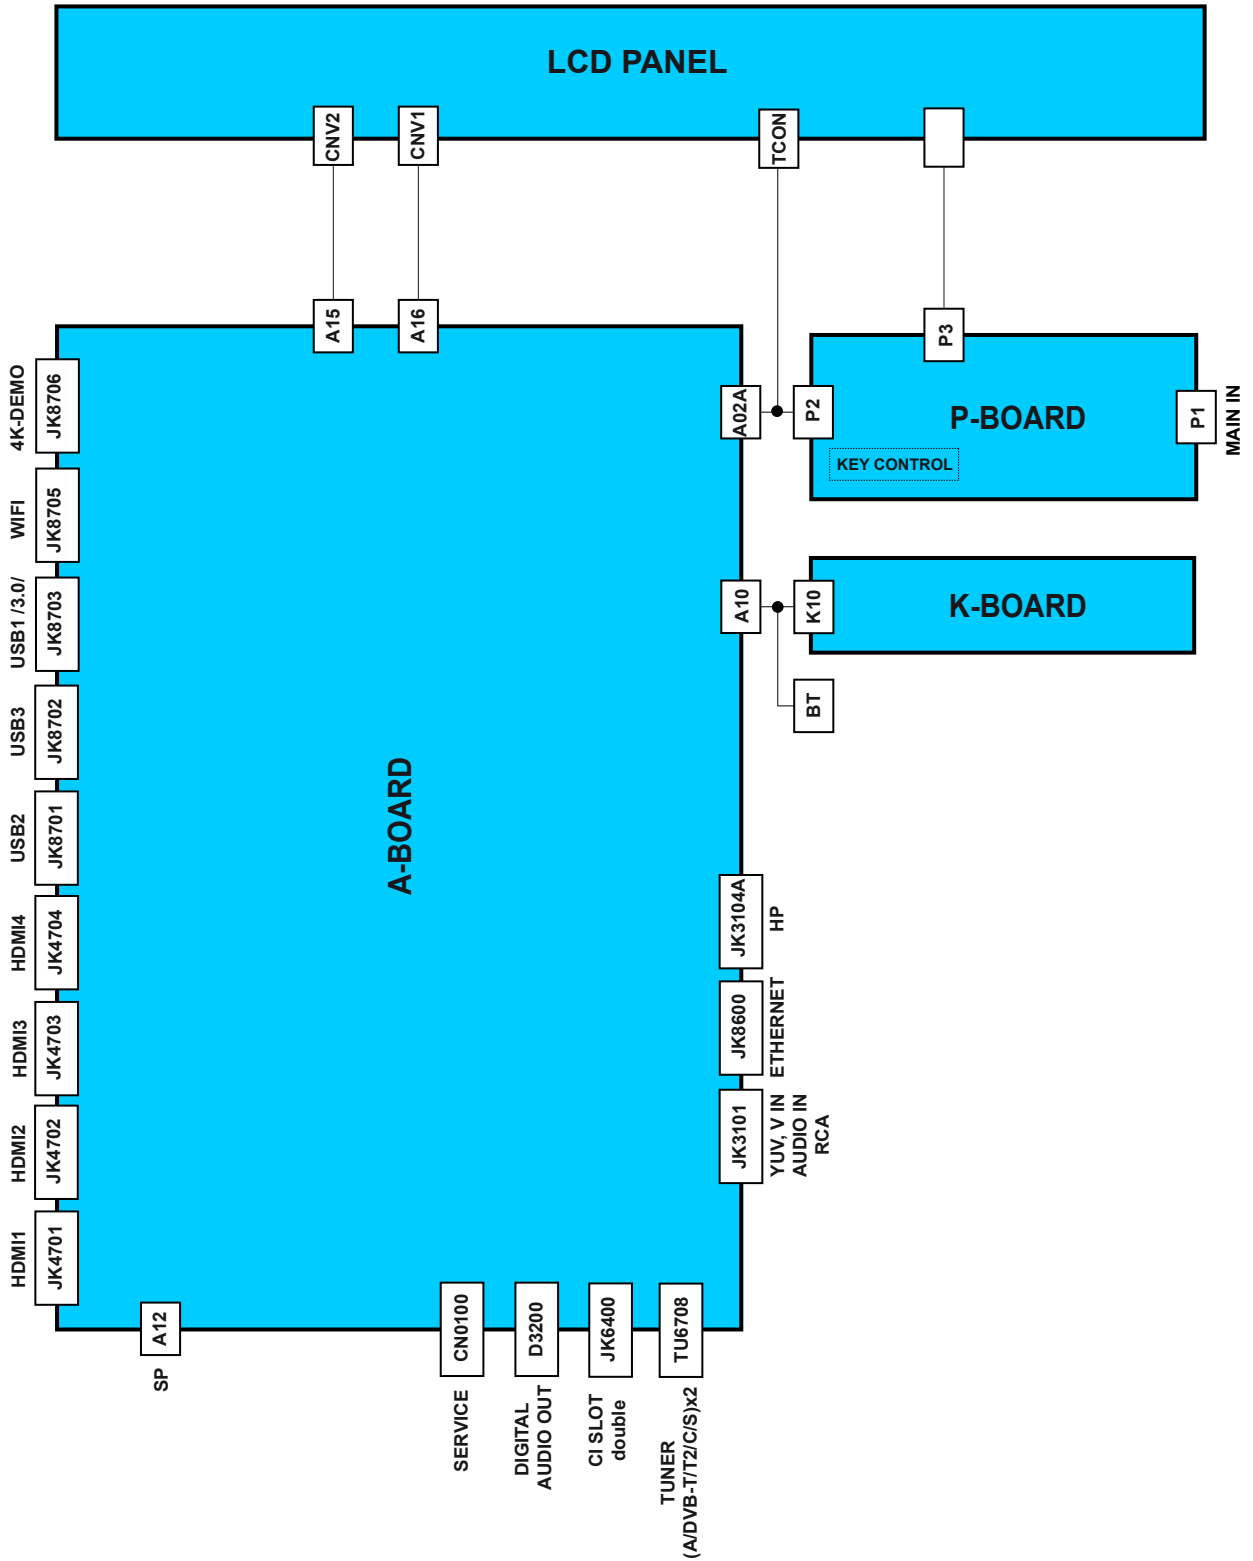 LCD PANEL
CNV2
CNV1
TCON
A15
A16
P3
4K-DEMO
JK8706
A02A
P2
P-BOARD
P1
MAIN IN
KEY CONTROL
WIFI
JK8705
USB1 /3.0/
JK8703
A10
K10
K-BOARD
BT
USB3
JK8702
USB2
JK8701
A-BOARD
HDMI4
JK4704
JK3104A
HP
HDMI3
JK4703
JK8600
ETHERNET
HDMI2
JK4702
JK3101
YUV, V IN
AUDIO IN
RCA
HDMI1
JK4701
A12
SP
CN0100
SERVICE
D3200
DIGITAL
AUDIO OUT
JK6400
CI SLOT
double
TU6708
TUNER
(A/DVB-T/T2/C/S)x2